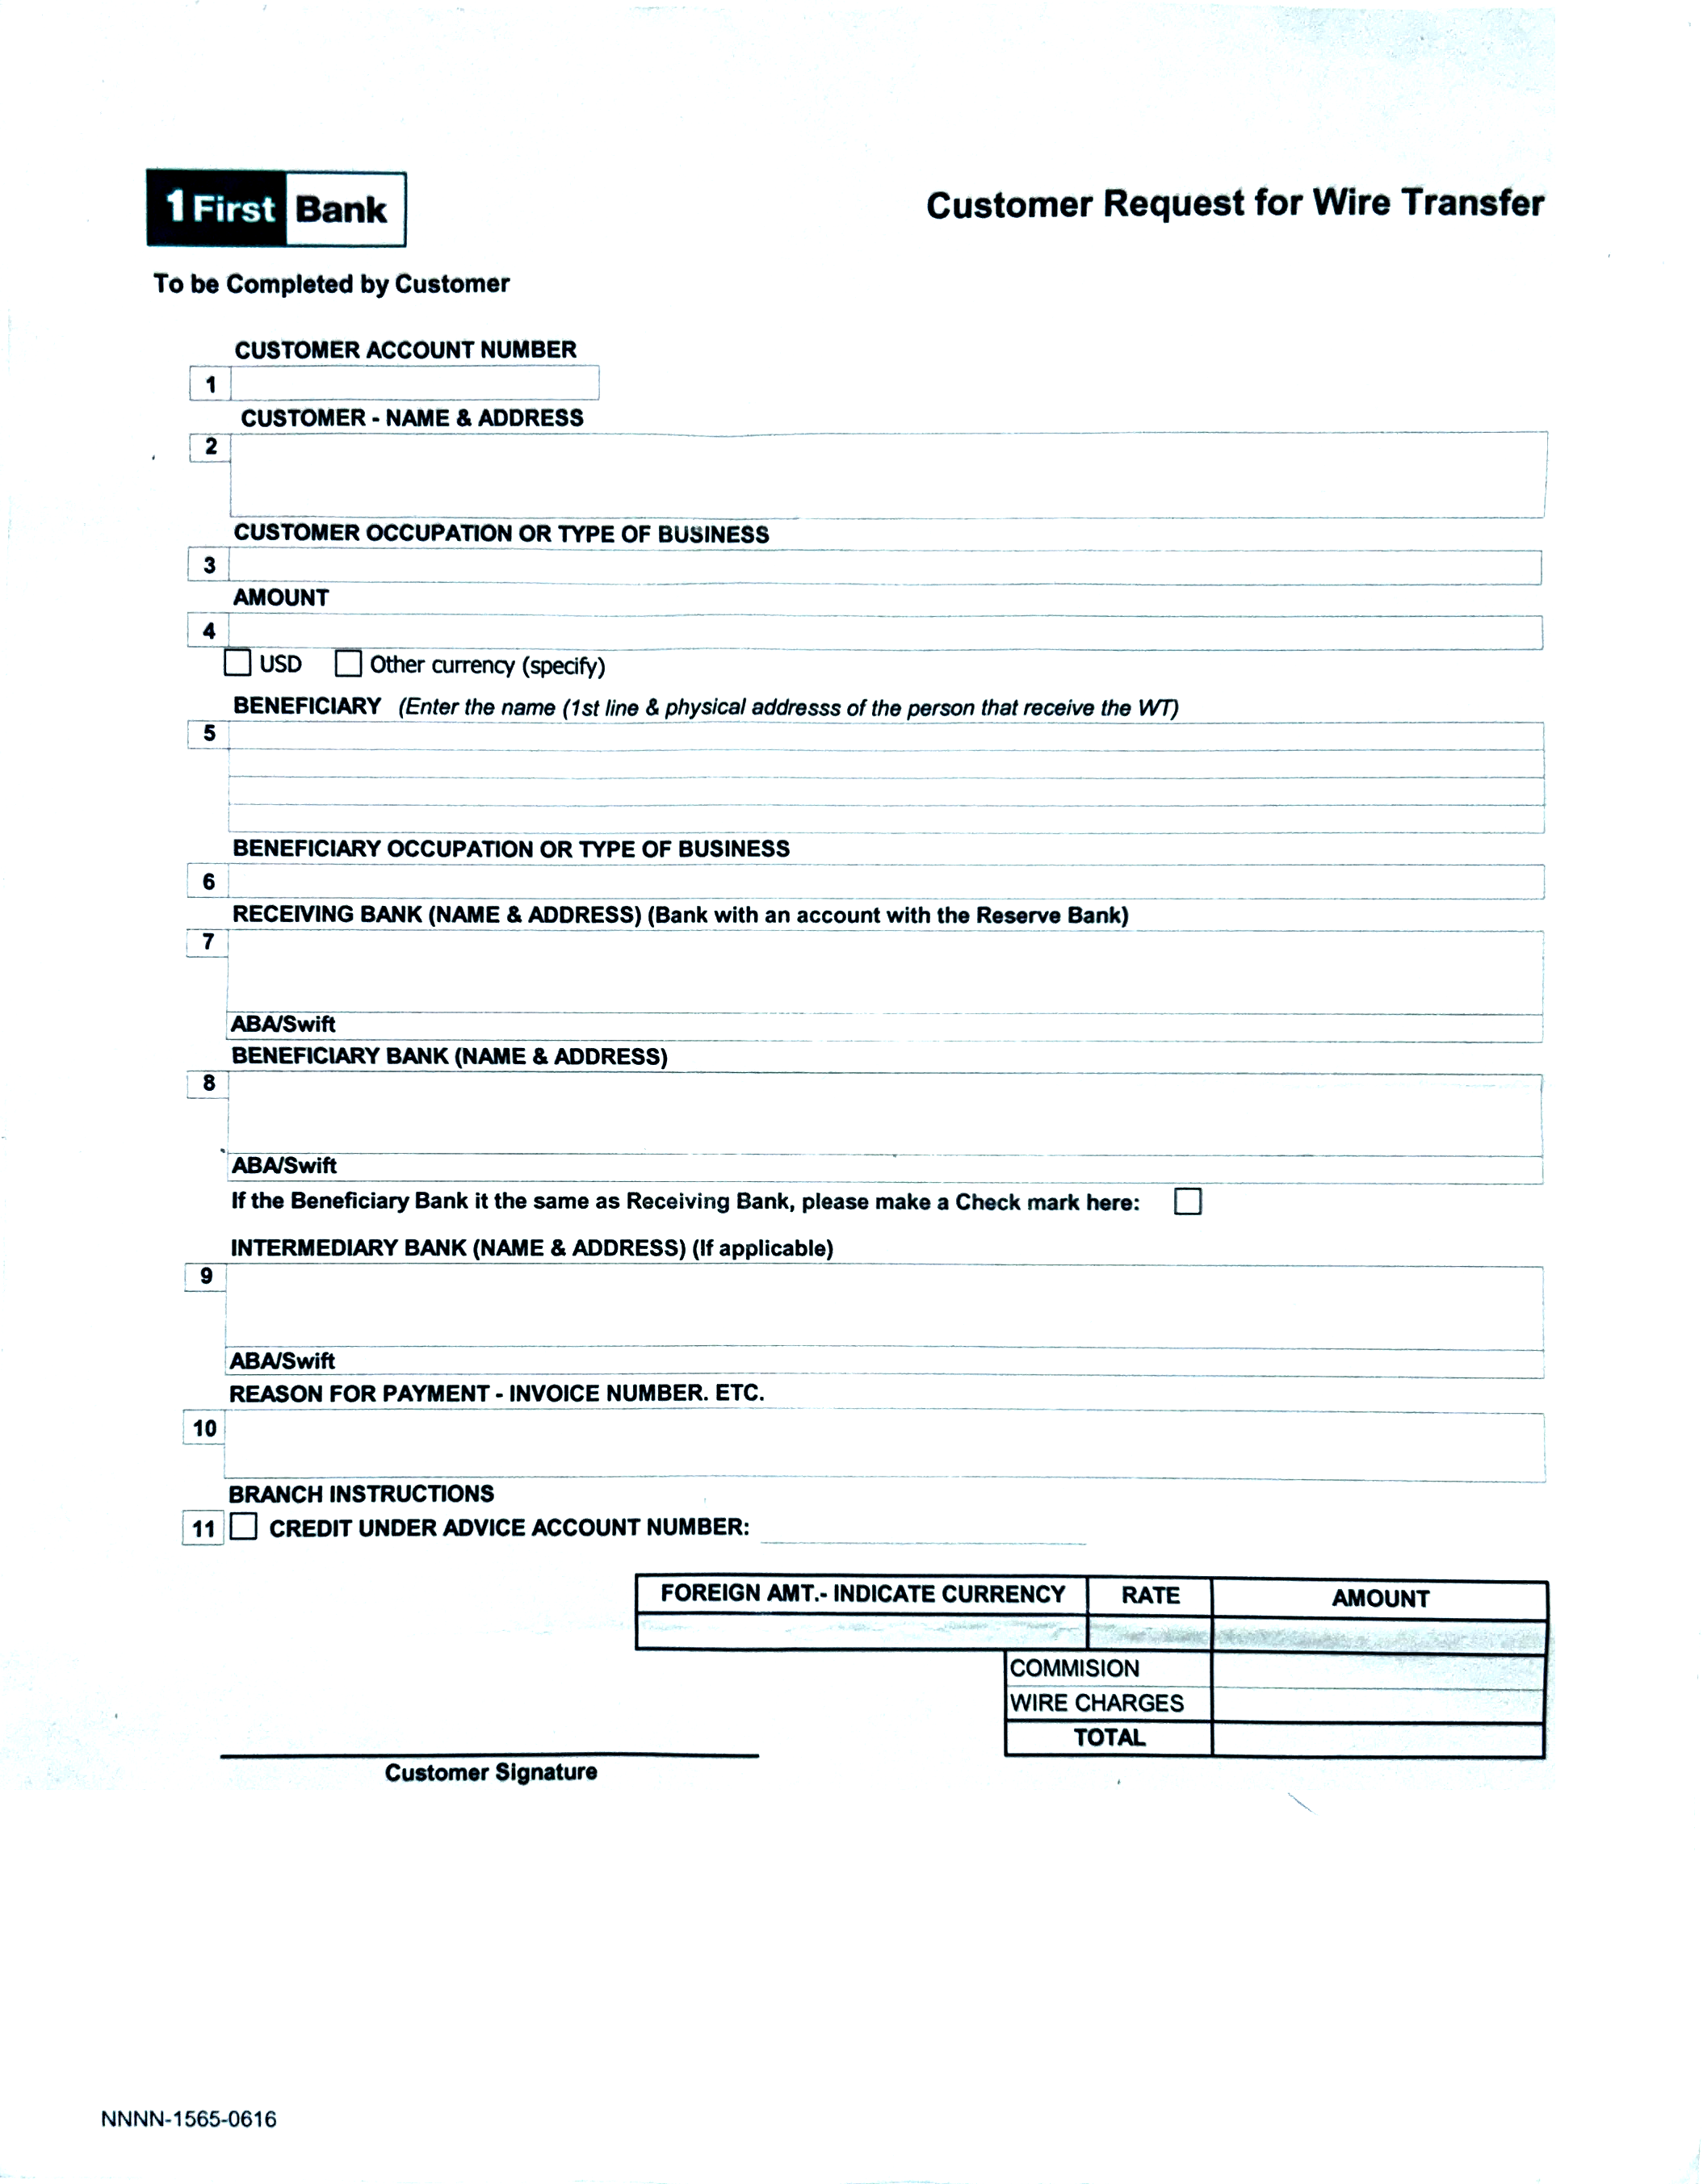 1 First Bank
Customer Request for Wire Transfer
To be Completed by Customer
CUSTOMER ACCOUNT NUMBER
1
CUSTOMER - NAME & ADDRESS
2
CUSTOMER OCCUPATION OR TYPE OF BUSINESS
3
AMOUNT
4
USD Other currency (specify)
BENEFICIARY (Enter the name (1st line & physical addresss of the person that receive the WT)
5
BENEFICIARY OCCUPATION OR TYPE OF BUSINESS
6
RECEIVING BANK (NAME & ADDRESS) (Bank with an account with the Reserve Bank)
7
ABA/Swift
BENEFICIARY BANK (NAME & ADDRESS)
8
ABA/Swift
If the Beneficiary Bank it the same as Receiving Bank, please make a Check mark here:
INTERMEDIARY BANK (NAME & ADDRESS) (If applicable)
9
ABA/Swift
REASON FOR PAYMENT - INVOICE NUMBER. ETC.
10
BRANCH INSTRUCTIONS
11 CREDIT UNDER ADVICE ACCOUNT NUMBER:
FOREIGN AMT.- INDICATE CURRENCY RATE AMOUNT
COMMISION
WIRE CHARGES
TOTAL
Customer Signature
NNNN-1565-0616